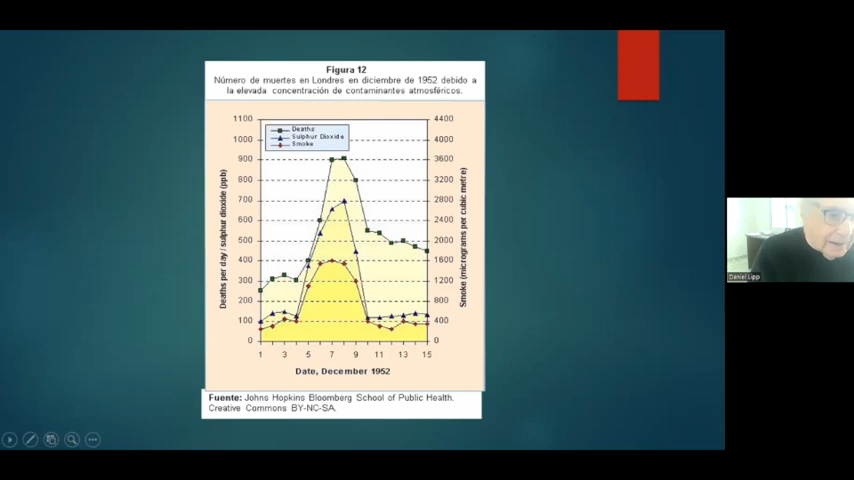 Figura 12
Número de muertes en Londres en diciembre de 1952 debido a
la elevada concentración de contaminantes atmosféricos.
Deaths
Sulphur Dioxide
Smoke
1100
1000
900
800
700
600
500
400
300
200
100
0
Deaths per day / sulphur dioxide (ppb)
4400
4000
3600
3200
2800
2400
2000
1600
1200
800
400
0
Smoke (micrograms per cubic metre)
1 3 5 7 9 11 13 15
Date, December 1952
Fuente: Johns Hopkins Bloomberg School of Public Health.
Creative Commons BY-NC-SA.
Daniel Lipp